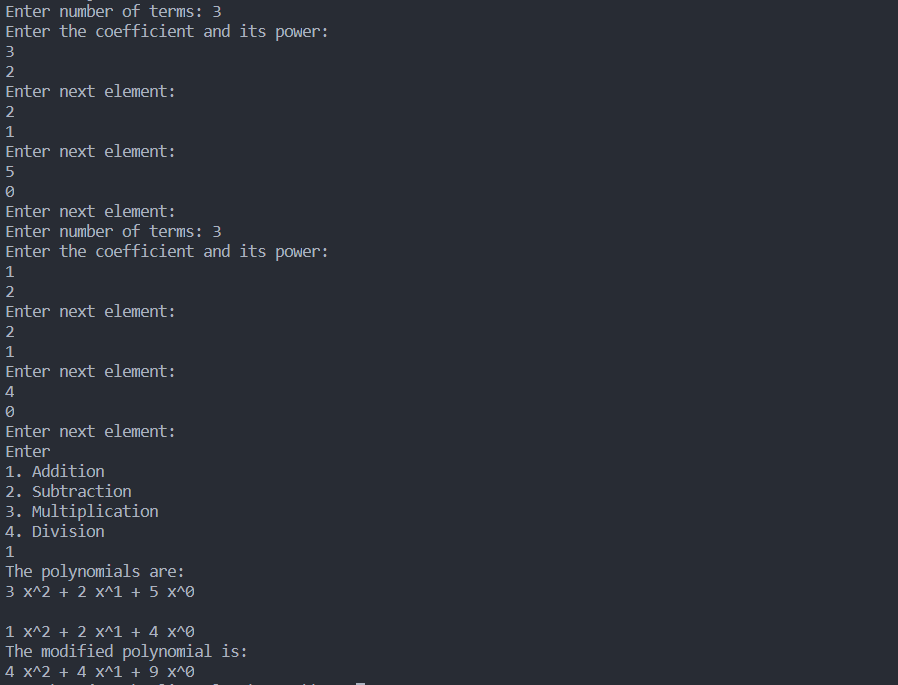 Enter number of terms: 3
Enter the coefficient and its power:
3
2
Enter next element:
2
1
Enter next element:
5
0
Enter next element:
Enter number of terms: 3
Enter the coefficient and its power:
1
2
Enter next element:
2
1
Enter next element:
4
0
Enter next element:
Enter
1. Addition
2. Subtraction
3. Multiplication
4. Division
1
The polynomials are:
3 x^2 + 2 x^1 + 5 x^0
1 x^2 + 2 x^1 + 4 x^0
The modified polynomial is:
4 x^2 + 4 x^1 + 9 x^0